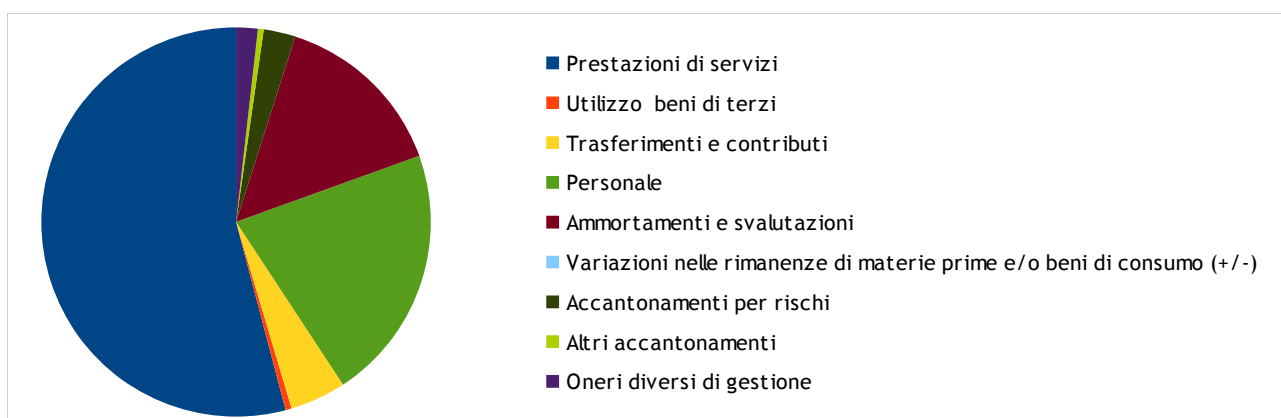 Prestazioni di servizi
Utilizzo beni di terzi
Trasferimenti e contributi
Personale
Ammortamenti e svalutazioni
Variazioni nelle rimanenze di materie prime e/o beni di consumo (+/-)
Accantonamenti per rischi
Altri accantonamenti
Oneri diversi di gestione